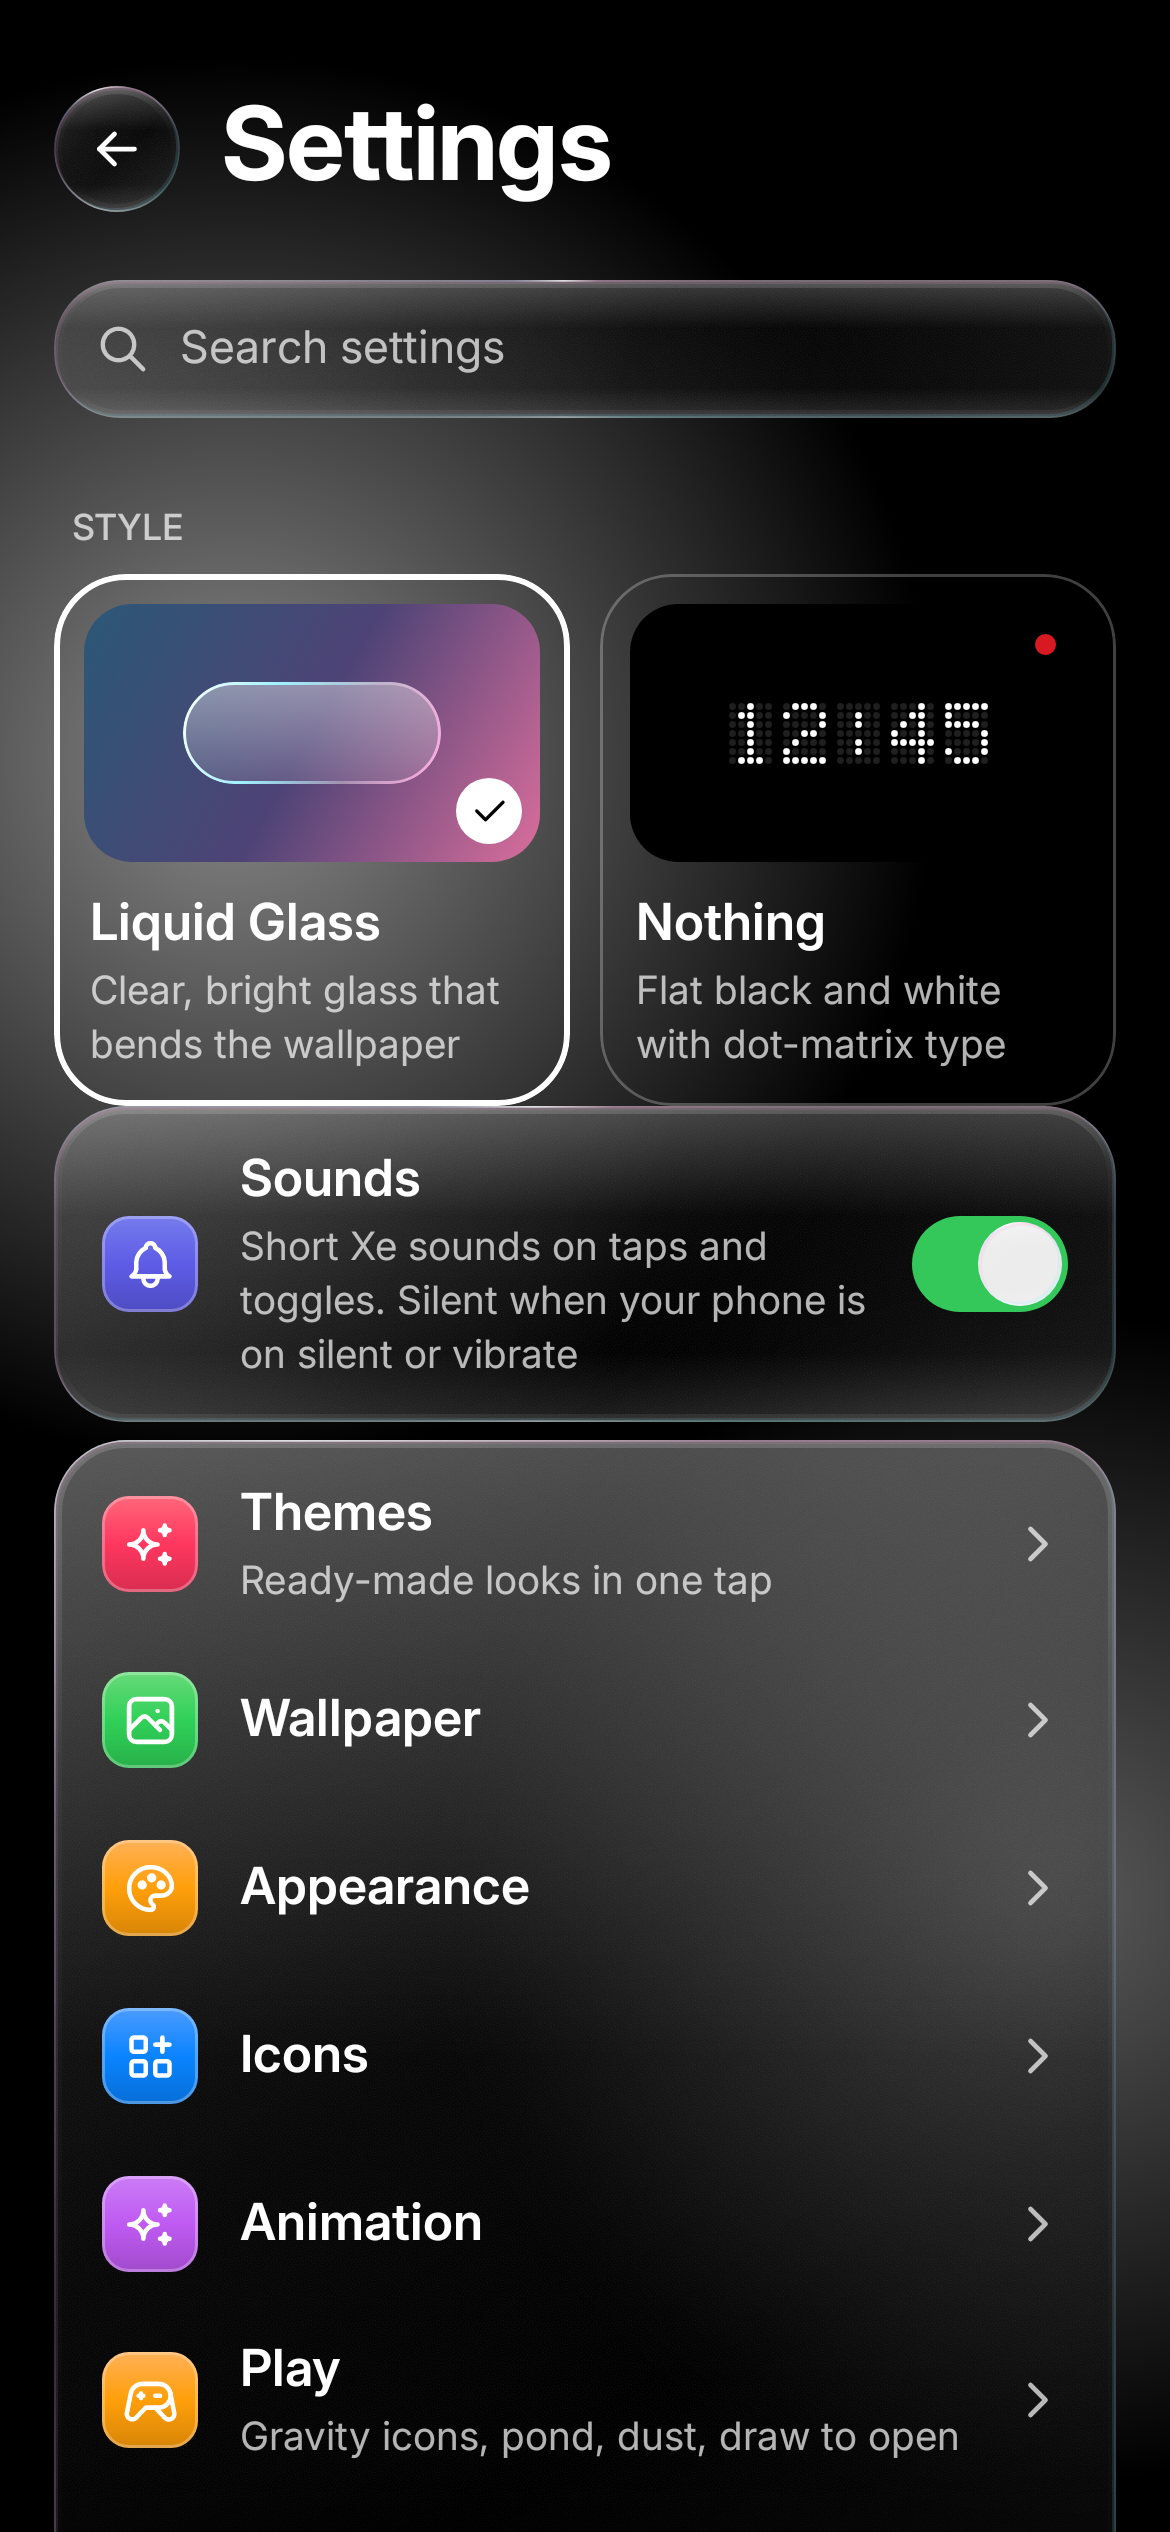 Settings
Search settings
STYLE
12:45
Liquid Glass
Clear, bright glass that
bends the wallpaper
Nothing
Flat black and white
with dot-matrix type
Sounds
Short Xe sounds on taps and
toggles. Silent when your phone is
on silent or vibrate
Themes
Ready-made looks in one tap
Wallpaper
Appearance
Icons
Animation
Play
Gravity icons, pond, dust, draw to open